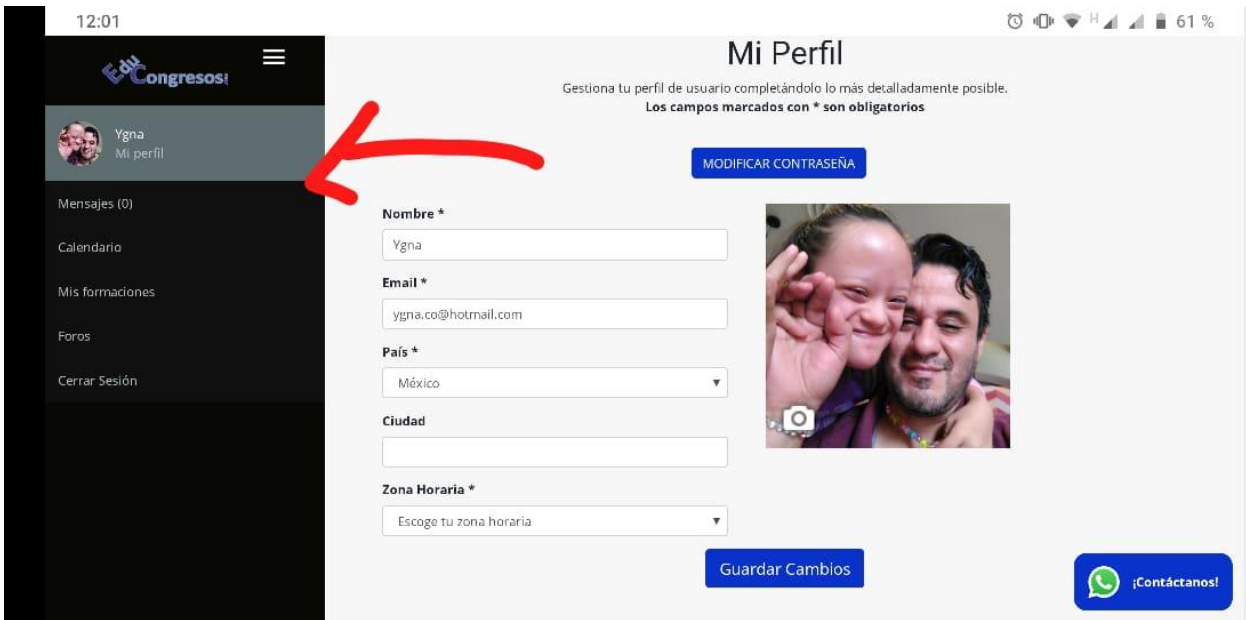 12:01
H
61 %
EduCongresos
Ygna
Mi perfil
Mensajes (0)
Calendario
Mis formaciones
Foros
Cerrar Sesión
Mi Perfil
Gestiona tu perfil de usuario completándolo lo más detalladamente posible.
Los campos marcados con * son obligatorios
MODIFICAR CONTRASEÑA
Nombre *
Ygna
Email *
ygna.co@hotmail.com
País *
México
Ciudad
Zona Horaria *
Escoge tu zona horaria
Guardar Cambios
¡Contáctanos!